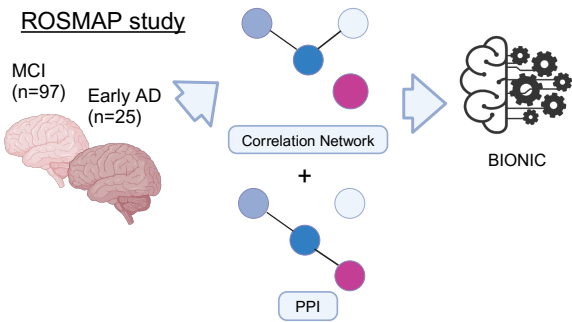 ROSMAP study
MCI
(n=97)
Early AD
(n=25)
Correlation Network
+
PPI
BIONIC